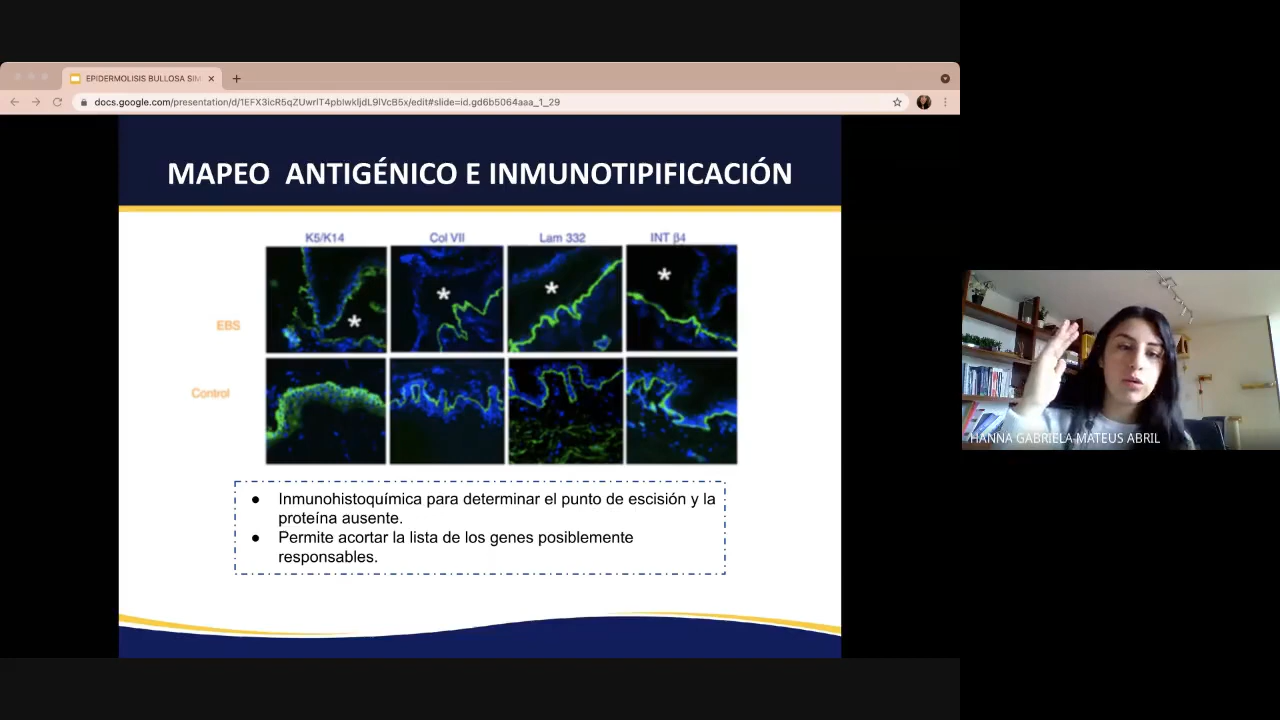 EPIDERMOLISIS BULLOSA SIM
docs.google.com/presentation/d/1EFX3icR5qZUwrlT4pblwkljdL9lVcB5x/edit#slide=id.gd6b5064aaa_1_29
MAPEO ANTIGÉNICO E INMUNOTIPIFICACIÓN
K5/K14 Col VII Lam 332 INT β4
EBS
Control
* * * *
● Inmunohistoquímica para determinar el punto de escisión y la
proteína ausente.
● Permite acortar la lista de los genes posiblemente
responsables.
HANNA GABRIELA MATEUS ABRIL